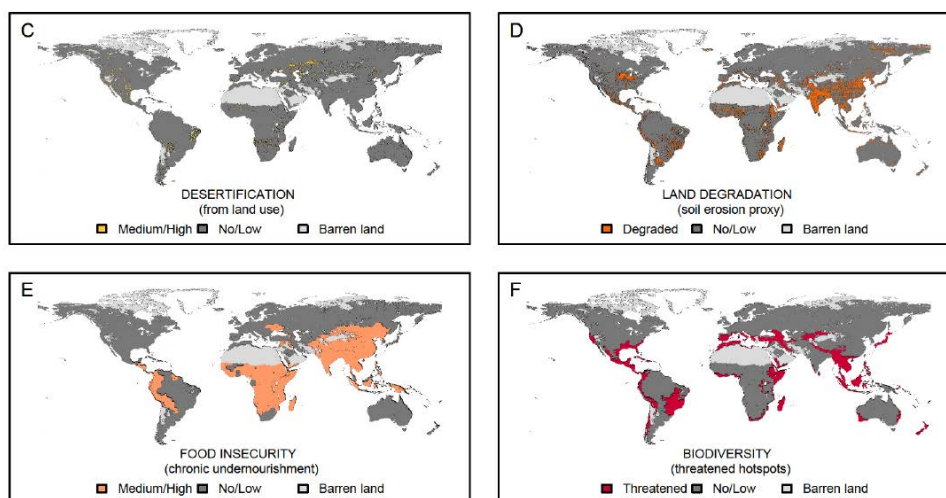 C
DESERTIFICATION
(from land use)
Medium/High No/Low Barren land
D
LAND DEGRADATION
(soil erosion proxy)
Degraded No/Low Barren land
E
FOOD INSECURITY
(chronic undernourishment)
Medium/High No/Low Barren land
F
BIODIVERSITY
(threatened hotspots)
Threatened No/Low Barren land